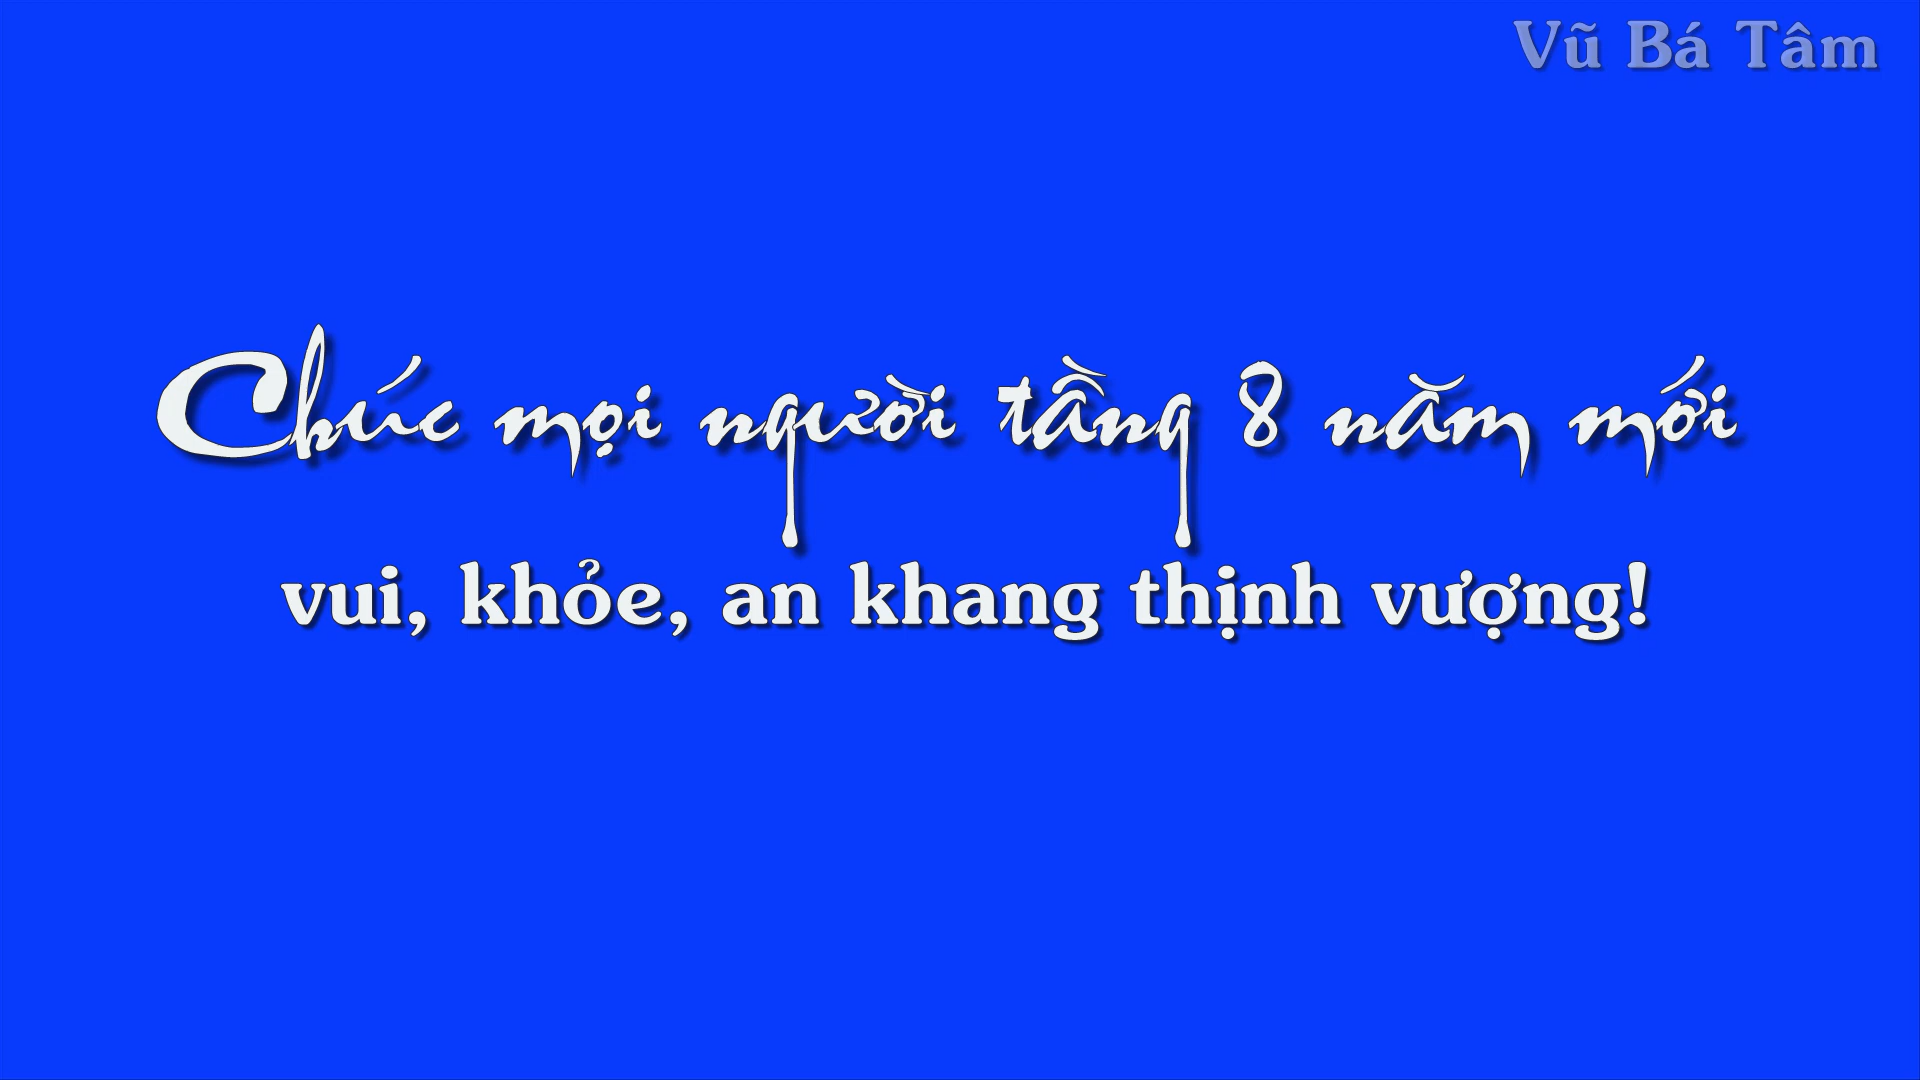 Vũ Bá Tâm
Chúc mọi người tầng 8 năm mới
vui, khỏe, an khang thịnh vượng!